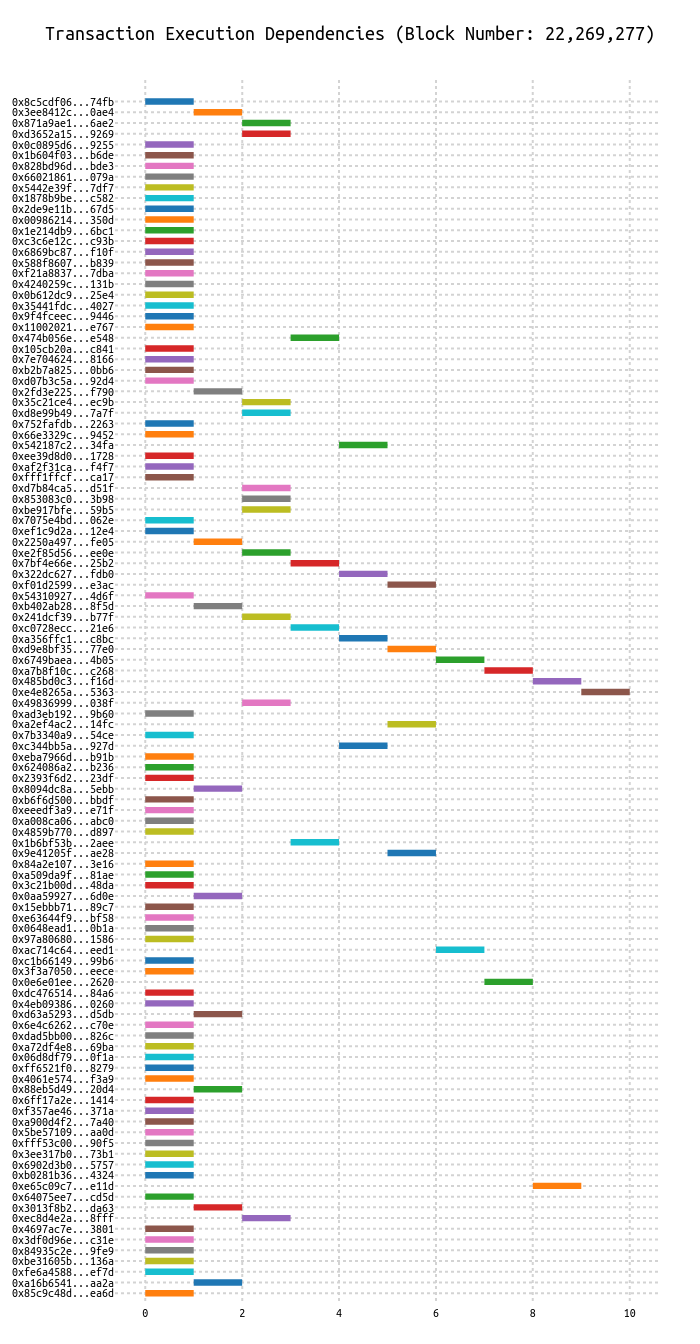 Transaction Execution Dependencies (Block Number: 22,269,277)
0x8c5cdf06...74fb
0x3ee8412c...0ae4
0x871a9ae1...6ae2
0xd3652a15...9269
0x0c0895d6...9255
0x1b604f03...b6de
0x828bd96d...bde3
0x66021861...079a
0x5442e39f...7df7
0x1878b9be...c582
0x2de9e11b...67d5
0x00986214...350d
0x1e214db9...6bc1
0xc3c6e12c...c93b
0x6869bc87...f10f
0x588f8607...b839
0xf21a8837...7dba
0x4240259c...131b
0x0b612dc9...25e4
0x35441fdc...4027
0x9f4fceec...9446
0x11002021...e767
0x474b056e...e548
0x105cb20a...c841
0x7e704624...8166
0xb2b7a825...0bb6
0xd07b3c5a...92d4
0x2fd3e225...f790
0x35c21ce4...ec9b
0xd8e99b49...7a7f
0x752fafdb...2263
0x66e3329c...9452
0x542187c2...34fa
0xee39d8d0...1728
0xaf2f31ca...f4f7
0xfff1ffcf...ca17
0xd7b84ca5...d51f
0x853083c0...3b98
0xbe917bfe...59b5
0x7075e4bd...062e
0xef1c9d2a...12e4
0x2250a497...fe05
0xe2f85d56...ee0e
0x7bf4e66e...25b2
0x322dc627...fdb0
0xf01d2599...e3ac
0x54310927...4d6f
0xb402ab28...8f5d
0x241dcf39...b77f
0xc0728ecc...21e6
0xa356ffc1...c8bc
0xd9e8bf35...77e0
0x6749baea...4b05
0xa7b8f10c...c268
0x485bd0c3...f16d
0xe4e8265a...5363
0x49836999...038f
0xad3eb192...9b60
0xa2ef4ac2...14fc
0x7b3340a9...54ce
0xc344bb5a...927d
0xeba7966d...b91b
0x624086a2...b236
0x2393f6d2...23df
0x8094dc8a...5ebb
0xb6f6d500...bbdf
0xeeedf3a9...e71f
0xa008ca06...abc0
0x4859b770...d897
0x1b6bf53b...2aee
0x9e41205f...ae28
0x84a2e107...3e16
0xa509da9f...81ae
0x3c21b00d...48da
0x0aa59927...6d0e
0x15ebbb71...89c7
0xe63644f9...bf58
0x0648ead1...0b1a
0x97a80680...1586
0xac714c64...eed1
0xc1b66149...99b6
0x3f3a7050...eece
0x0e6e01ee...2620
0xdc476514...84a6
0x4eb09386...0260
0xd63a5293...d5db
0x6e4c6262...c70e
0xdad5bb00...826c
0xa72df4e8...69ba
0x06d8df79...0f1a
0xff6521f0...8279
0x4061e574...f3a9
0x88eb5d49...20d4
0x6ff17a2e...1414
0xf357ae46...371a
0xa900d4f2...7a40
0x5be57109...aa0d
0xfff53c00...90f5
0x3ee317b0...73b1
0x6902d3b0...5757
0xb0281b36...4324
0xe65c09c7...e11d
0x64075ee7...cd5d
0x3013f8b2...da63
0xec8d4e2a...8fff
0x4697ac7e...3801
0x3df0d96e...c31e
0x84935c2e...9fe9
0xbe31605b...136a
0xfe6a4588...ef7d
0xa16b6541...aa2a
0x85c9c48d...ea6d
0 2 4 6 8 10